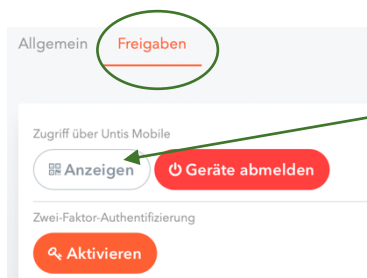 Allgemein Freigaben
Zugriff über Untis Mobile
Anzeigen Geräte abmelden
Zwei-Faktor-Authentifizierung
Aktivieren